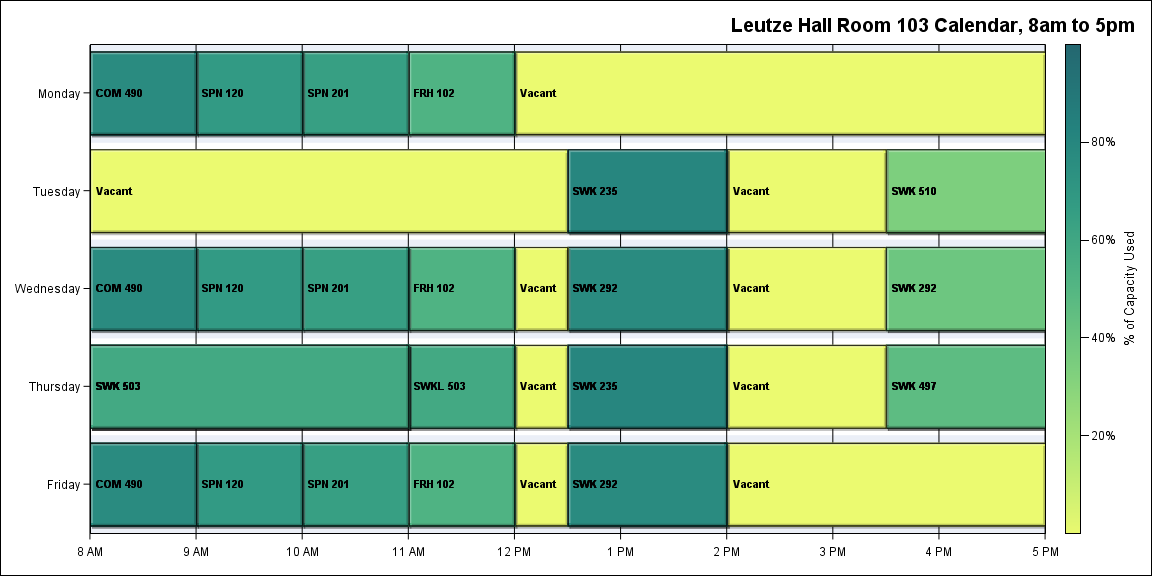 Leutze Hall Room 103 Calendar, 8am to 5pm
Monday
COM 490
SPN 120
SPN 201
FRH 102
Vacant
Tuesday
Vacant
SWK 235
Vacant
SWK 510
Wednesday
COM 490
SPN 120
SPN 201
FRH 102
Vacant
SWK 292
Vacant
SWK 292
Thursday
SWK 503
SWKL 503
Vacant
SWK 235
Vacant
SWK 497
Friday
COM 490
SPN 120
SPN 201
FRH 102
Vacant
SWK 292
Vacant
8 AM
9 AM
10 AM
11 AM
12 PM
1 PM
2 PM
3 PM
4 PM
5 PM
80%
60%
40%
20%
% of Capacity Used